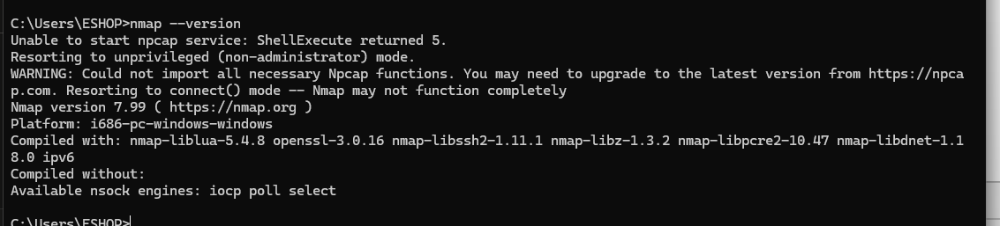 C:\Users\ESHOP>nmap --version
Unable to start npcap service: ShellExecute returned 5.
Resorting to unprivileged (non-administrator) mode.
WARNING: Could not import all necessary Npcap functions. You may need to upgrade to the latest version from https://npca
p.com. Resorting to connect() mode -- Nmap may not function completely
Nmap version 7.99 ( https://nmap.org )
Platform: i686-pc-windows-windows
Compiled with: nmap-liblua-5.4.8 openssl-3.0.16 nmap-libssh2-1.11.1 nmap-libz-1.3.2 nmap-libpcre2-10.47 nmap-libdnet-1.1
8.0 ipv6
Compiled without:
Available nsock engines: iocp poll select
C:\Users\ESHOP>